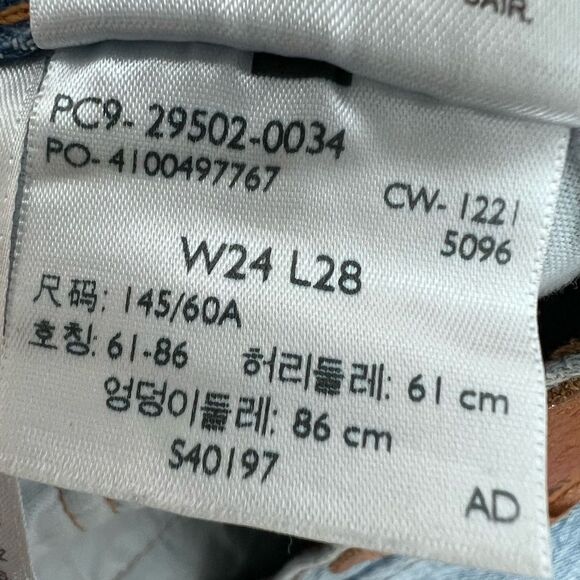 AIR.
PC9- 29502-0034
PO- 4100497767
CW- 1221
5096
W24 L28
尺码: 145/60A
호칭: 61-86 허리둘레: 61 cm
엉덩이둘레: 86 cm
S40197
AD